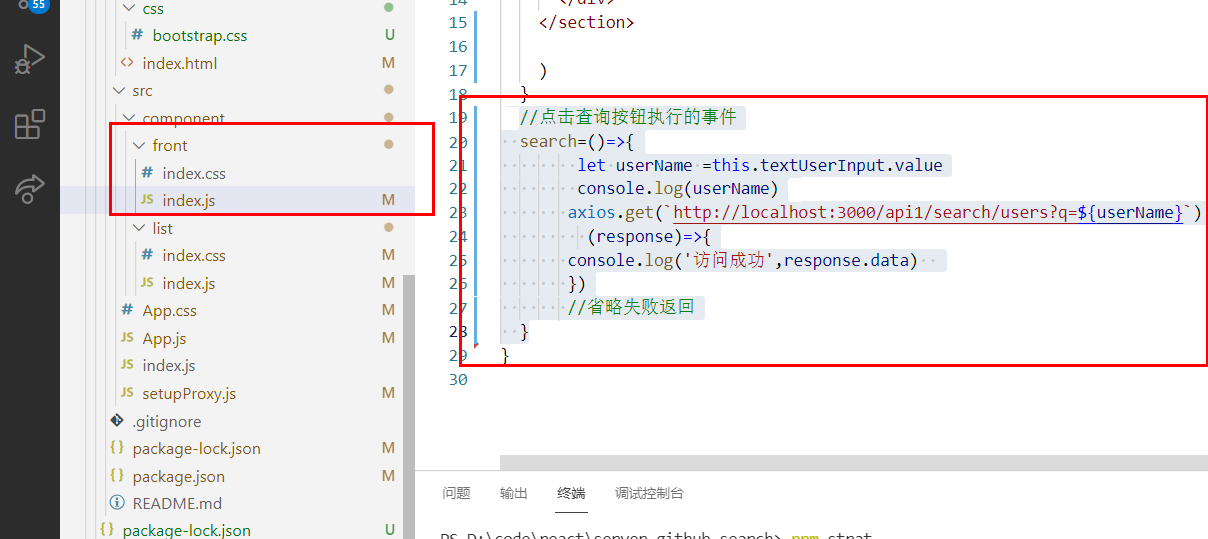 55
css
# bootstrap.css U
<> index.html M
src
component
front
# index.css
JS index.js M
list
# index.css M
JS index.js M
# App.css M
JS App.js M
JS index.js
JS setupProxy.js M
.gitignore
{} package-lock.json M
{} package.json M
README.md
{} package-lock.json U
14 </div>
15 </section>
16
17 )
18 }
19 //点击查询按钮执行的事件
20 search=()=>{
21 let userName =this.textUserInput.value
22 console.log(userName)
23 axios.get(`http://localhost:3000/api1/search/users?q=${userName}`)
24 (response)=>{
25 console.log('访问成功',response.data)
26 })
27 //省略失败返回
28 }
29 }
30
问题 输出 终端 调试控制台
PS D:\code\react\server_github_search> npm strat